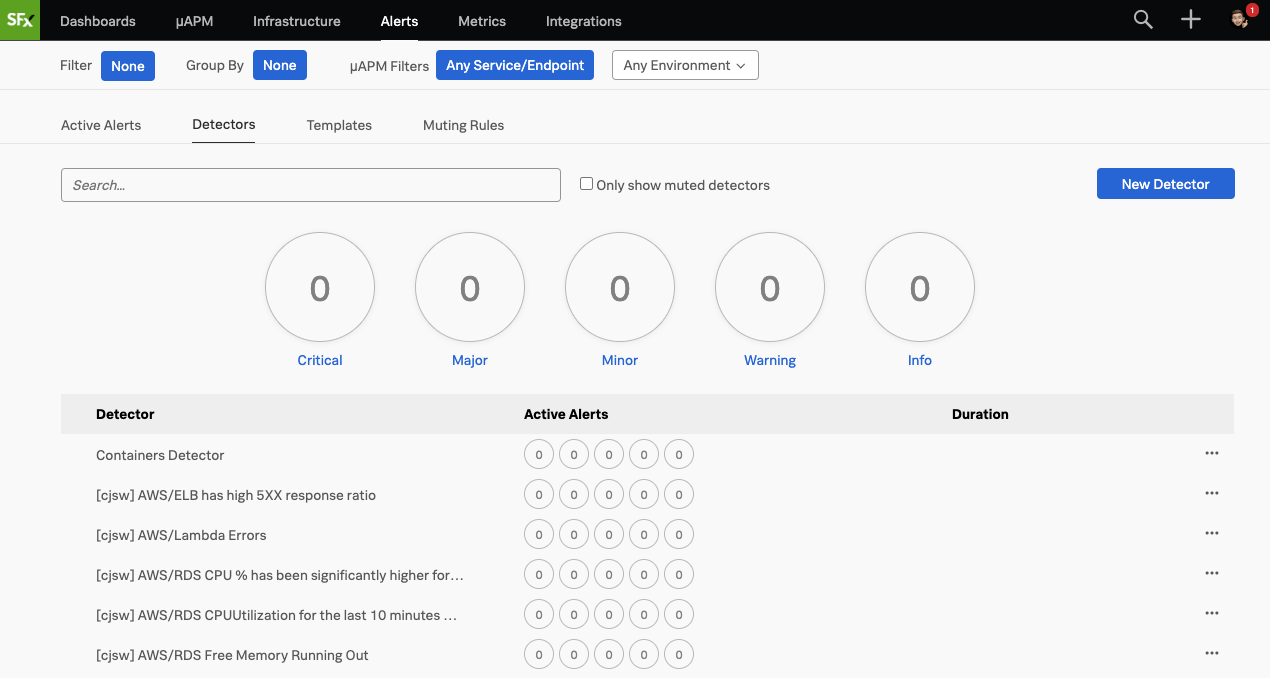 SFx Dashboards µAPM Infrastructure Alerts Metrics Integrations 1
Filter None Group By None µAPM Filters Any Service/Endpoint Any Environment
Active Alerts Detectors Templates Muting Rules
Search... Only show muted detectors New Detector
0 0 0 0 0
Critical Major Minor Warning Info
Detector Active Alerts Duration
Containers Detector 0 0 0 0 0 ...
[cjsw] AWS/ELB has high 5XX response ratio 0 0 0 0 0 ...
[cjsw] AWS/Lambda Errors 0 0 0 0 0 ...
[cjsw] AWS/RDS CPU % has been significantly higher for… 0 0 0 0 0 ...
[cjsw] AWS/RDS CPUUtilization for the last 10 minutes … 0 0 0 0 0 ...
[cjsw] AWS/RDS Free Memory Running Out 0 0 0 0 0 ...